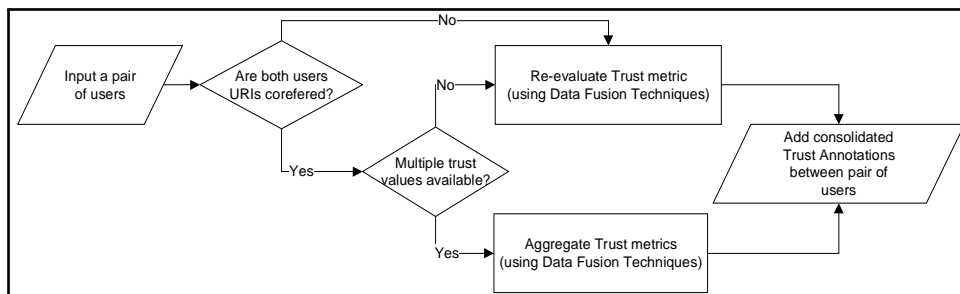 No
Input a pair
of users
Are both users
URIs corefered?
No
Re-evaluate Trust metric
(using Data Fusion Techniques)
Yes
Multiple trust
values available?
Add consolidated
Trust Annotations
between pair of
users
Yes
Aggregate Trust metrics
(using Data Fusion Techniques)